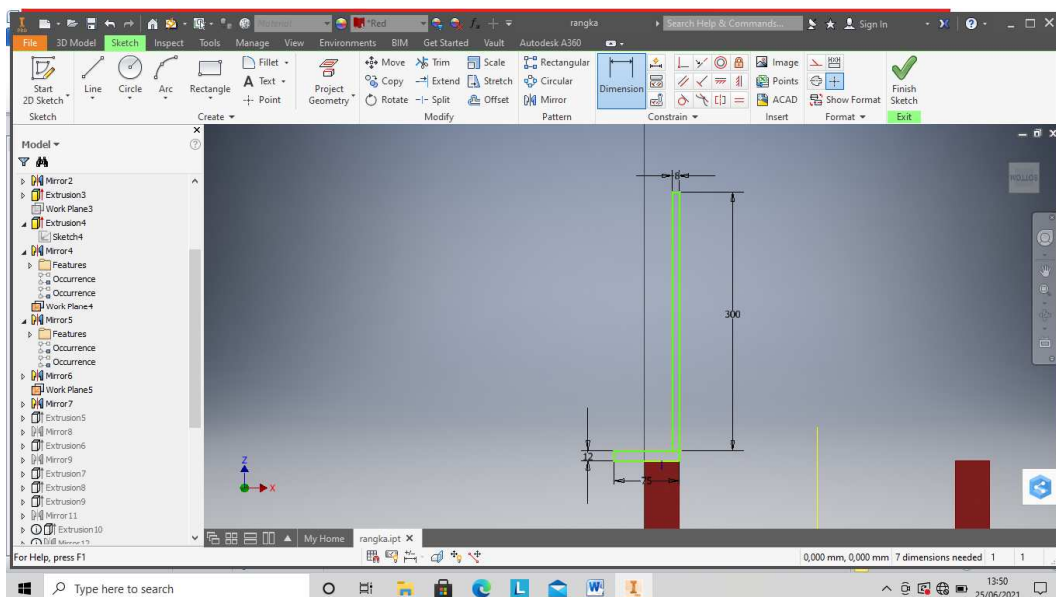 *Red
rangka
Search Help & Commands...
Sign In
File 3D Model Sketch Inspect Tools Manage View Environments BIM Get Started Vault Autodesk A360
Start 2D Sketch
Line
Circle
Arc
Rectangle
Fillet
Text
Point
Project Geometry
Move
Trim
Scale
Copy
Extend
Stretch
Rotate
Split
Offset
Rectangular
Circular
Mirror
Dimension
Image
Points
ACAD
Show Format
Finish Sketch
Sketch
Create
Modify
Pattern
Constrain
Insert
Format
Exit
Model
Mirror2
Extrusion3
Work Plane3
Extrusion4
Sketch4
Mirror4
Features
Occurrence
Occurrence
Work Plane4
Mirror5
Features
Occurrence
Occurrence
Mirror6
Work Plane5
Mirror7
Extrusion5
Mirror8
Extrusion6
Mirror9
Extrusion7
Extrusion8
Extrusion9
Mirror11
Extrusion10
300
12
75
Z
X
BOTTOM
My Home
rangka.ipt
For Help, press F1
0,000 mm, 0,000 mm 7 dimensions needed 1 1
Type here to search
13:50
25/06/2021